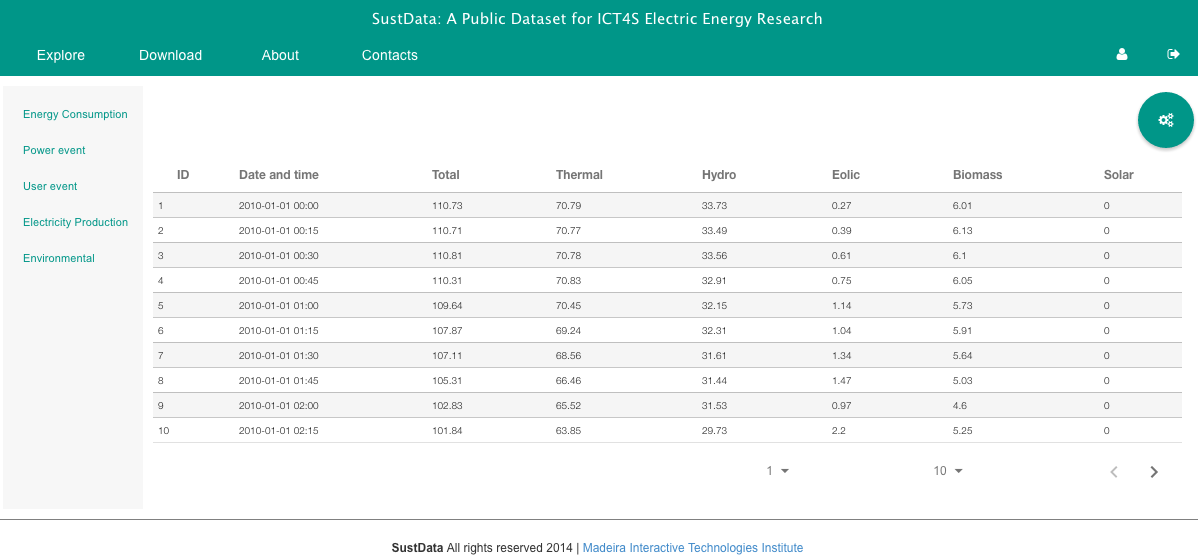 SustData: A Public Dataset for ICT4S Electric Energy Research
Explore Download About Contacts
Energy Consumption
Power event
User event
Electricity Production
Environmental
ID Date and time Total Thermal Hydro Eolic Biomass Solar
1 2010-01-01 00:00 110.73 70.79 33.73 0.27 6.01 0
2 2010-01-01 00:15 110.71 70.77 33.49 0.39 6.13 0
3 2010-01-01 00:30 110.81 70.78 33.56 0.61 6.1 0
4 2010-01-01 00:45 110.31 70.83 32.91 0.75 6.05 0
5 2010-01-01 01:00 109.64 70.45 32.15 1.14 5.73 0
6 2010-01-01 01:15 107.87 69.24 32.31 1.04 5.91 0
7 2010-01-01 01:30 107.11 68.56 31.61 1.34 5.64 0
8 2010-01-01 01:45 105.31 66.46 31.44 1.47 5.03 0
9 2010-01-01 02:00 102.83 65.52 31.53 0.97 4.6 0
10 2010-01-01 02:15 101.84 63.85 29.73 2.2 5.25 0
1 10
SustData All rights reserved 2014 | Madeira Interactive Technologies Institute